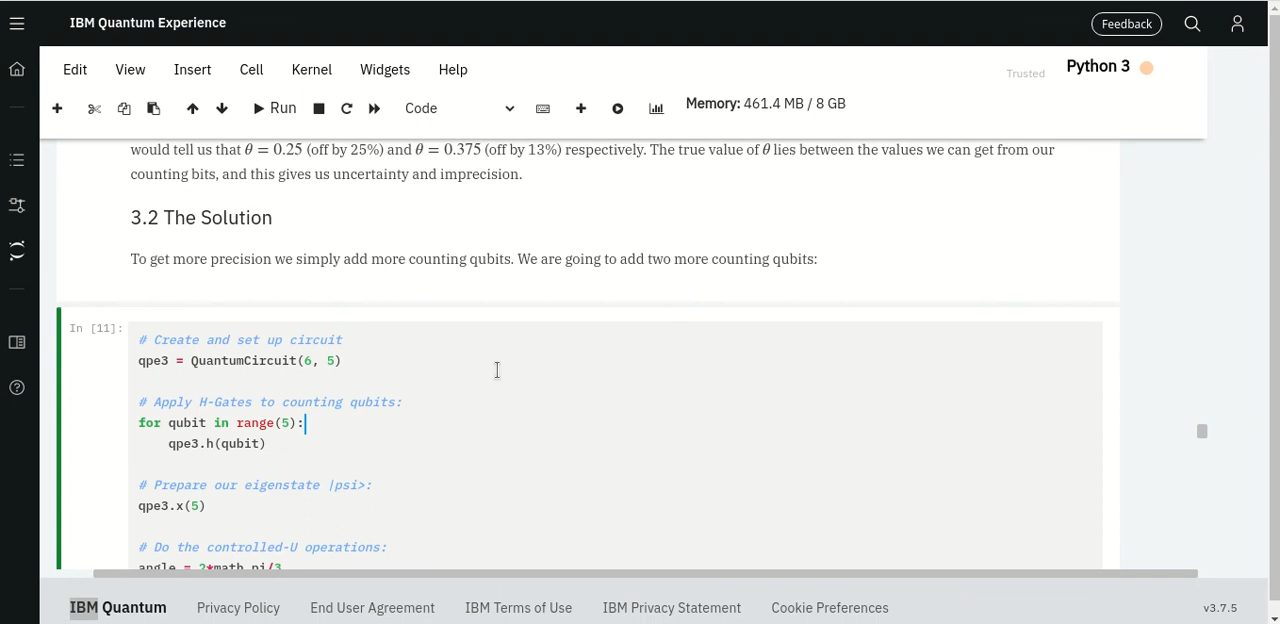 IBM Quantum Experience
Feedback
Edit View Insert Cell Kernel Widgets Help
Trusted
Python 3
Run
Code
Memory: 461.4 MB / 8 GB
would tell us that θ = 0.25 (off by 25%) and θ = 0.375 (off by 13%) respectively. The true value of θ lies between the values we can get from our
counting bits, and this gives us uncertainty and imprecision.
3.2 The Solution
To get more precision we simply add more counting qubits. We are going to add two more counting qubits:
In [11]:
# Create and set up circuit
qpe3 = QuantumCircuit(6, 5)
# Apply H-Gates to counting qubits:
for qubit in range(5):
    qpe3.h(qubit)
# Prepare our eigenstate |psi>:
qpe3.x(5)
# Do the controlled-U operations:
angle = 2*math.pi/3
IBM Quantum Privacy Policy End User Agreement IBM Terms of Use IBM Privacy Statement Cookie Preferences v3.7.5